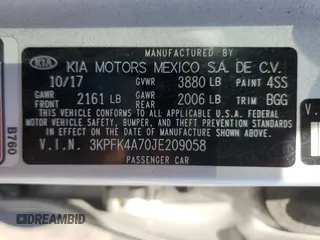 KIA KIA MOTORS MEXICO S.A. DE C.V.
10/17 GVWR 3880 LB PAINT 4SS
GAWR FRONT 2161 LB GAWR REAR 2006 LB TRIM BGG
THIS VEHICLE CONFORMS TO ALL APPLICABLE
FEDERAL MOTOR VEHICLE SAFETY, BUMPER, AND THEFT
PREVENTION STANDARDS IN EFFECT ON THE DATE OF
MANUFACTURE SHOWN ABOVE.
V.I.N. 3KPFK4A70JE209058
PASSENGER CAR
B760
DREAMBID